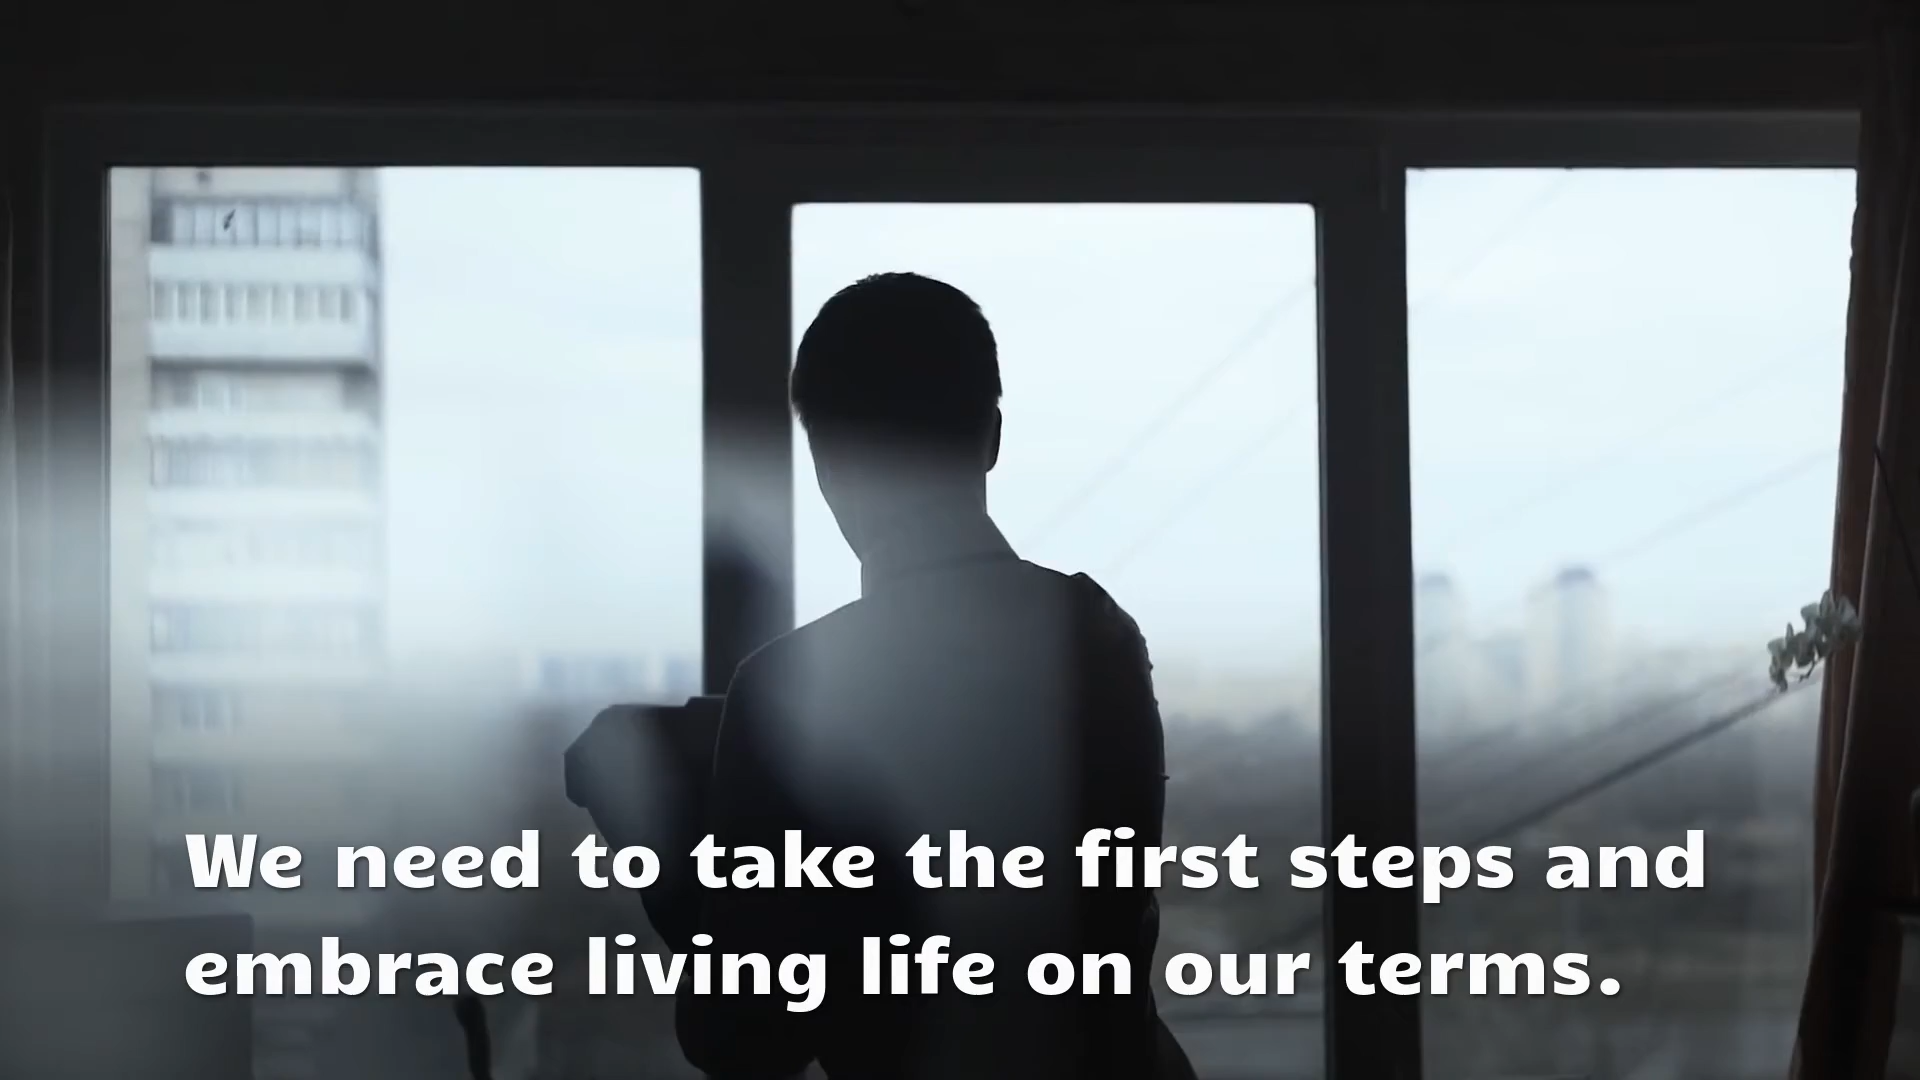 We need to take the first steps and
embrace living life on our terms.